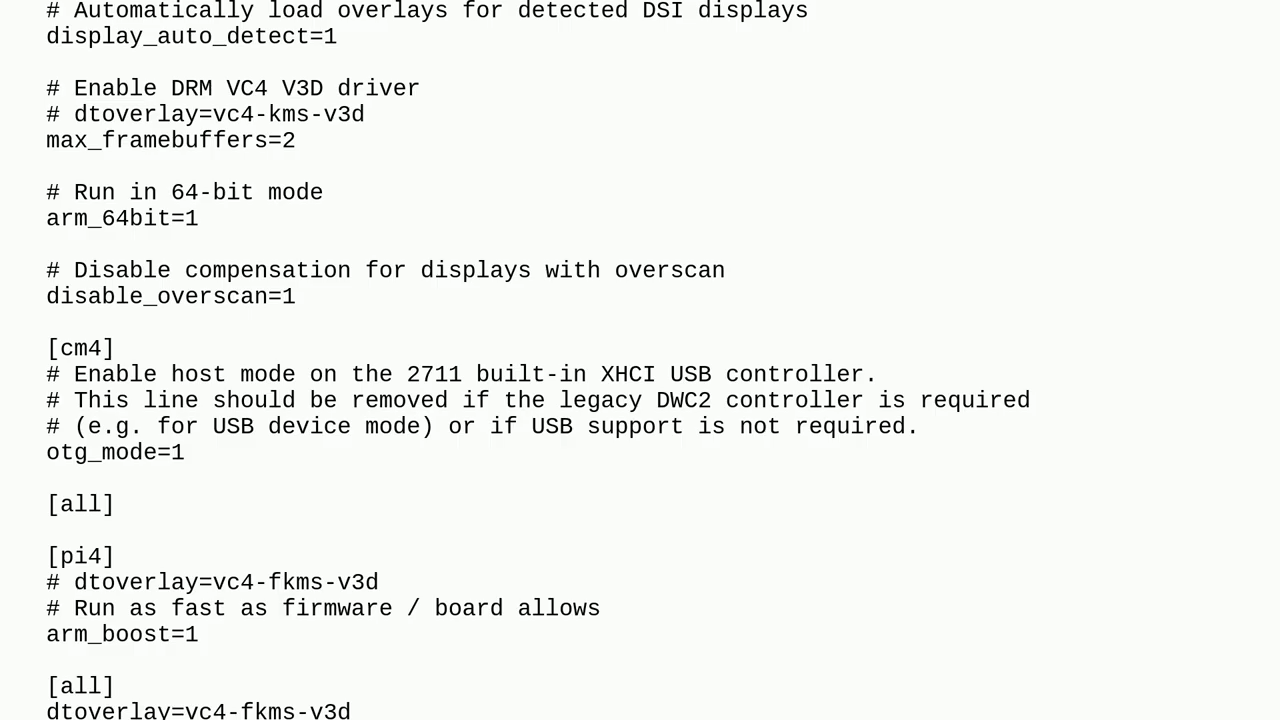 # Automatically load overlays for detected DSI displays
display_auto_detect=1
# Enable DRM VC4 V3D driver
# dtoverlay=vc4-kms-v3d
max_framebuffers=2
# Run in 64-bit mode
arm_64bit=1
# Disable compensation for displays with overscan
disable_overscan=1
[cm4]
# Enable host mode on the 2711 built-in XHCI USB controller.
# This line should be removed if the legacy DWC2 controller is required
# (e.g. for USB device mode) or if USB support is not required.
otg_mode=1
[all]
[pi4]
# dtoverlay=vc4-fkms-v3d
# Run as fast as firmware / board allows
arm_boost=1
[all]
dtoverlay=vc4-fkms-v3d